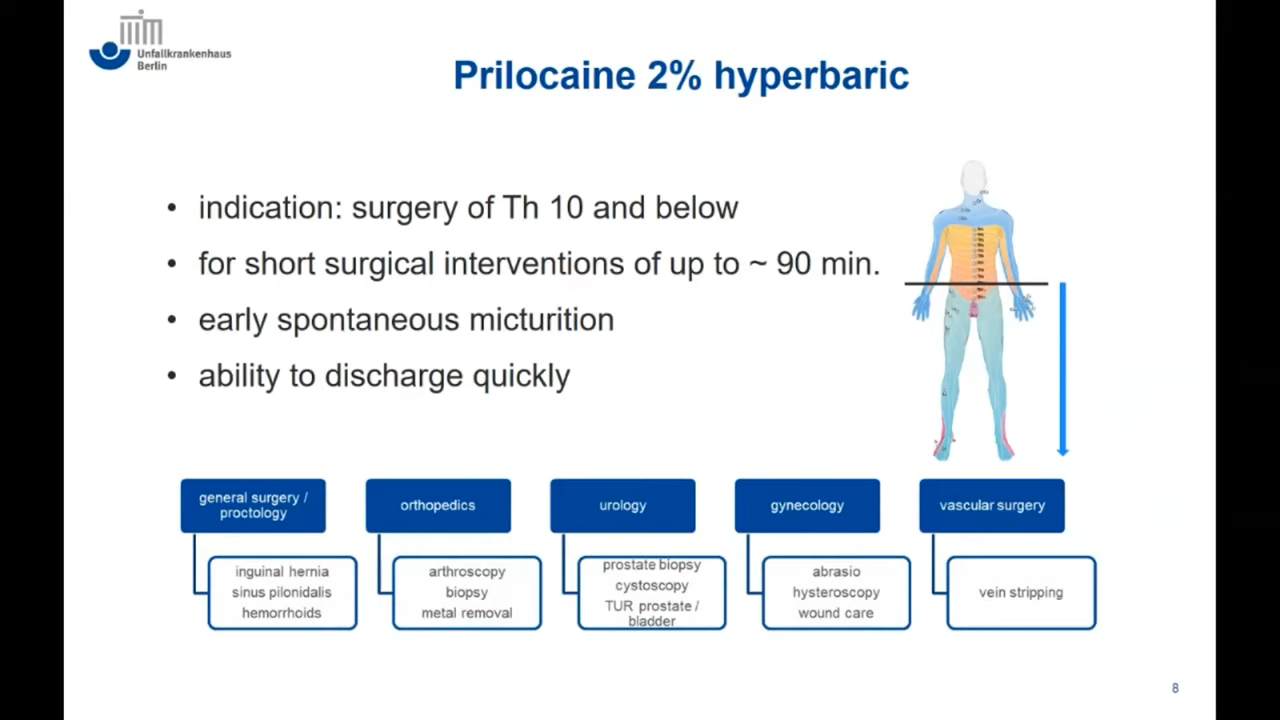 Unfallkrankenhaus
Berlin
Prilocaine 2% hyperbaric
• indication: surgery of Th 10 and below
• for short surgical interventions of up to ~ 90 min.
• early spontaneous micturition
• ability to discharge quickly
general surgery /
proctology
inguinal hernia
sinus pilonidalis
hemorrhoids
orthopedics
arthroscopy
biopsy
metal removal
urology
prostate biopsy
cystoscopy
TUR prostate /
bladder
gynecology
abrasio
hysteroscopy
wound care
vascular surgery
vein stripping
8